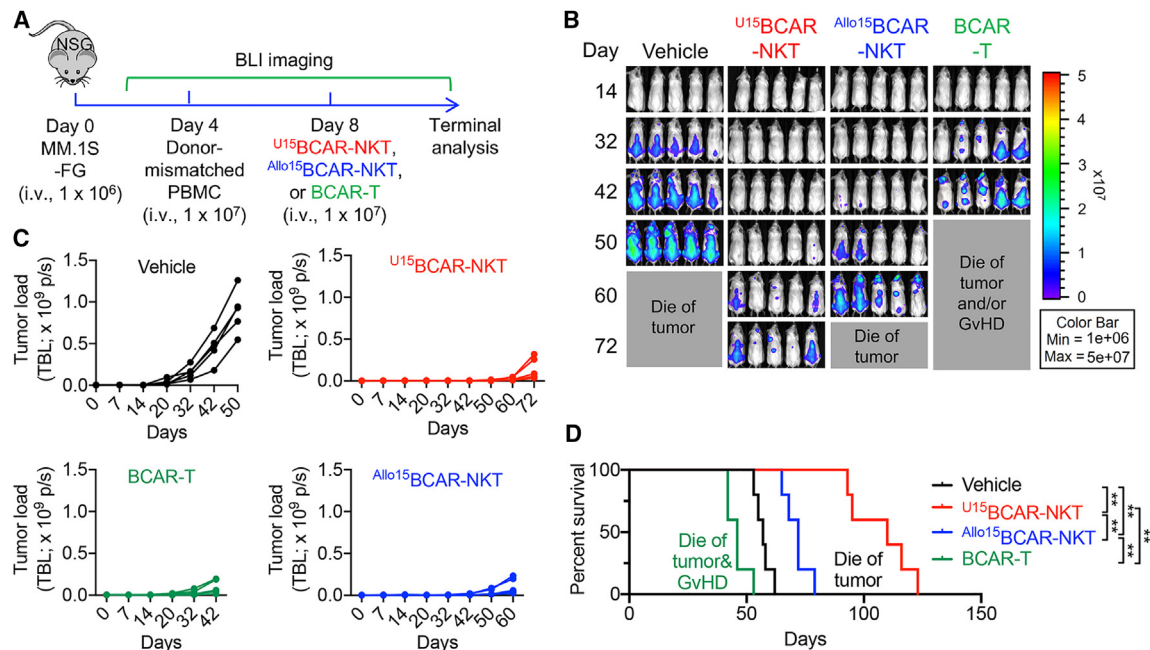 A
NSG
BLI imaging
Day 0
MM.1S
-FG
(i.v., 1 x 10⁶)
Day 4
Donor-
mismatched
PBMC
(i.v., 1 x 10⁷)
Day 8
U15BCAR-NKT,
Allo15BCAR-NKT,
or BCAR-T
(i.v., 1 x 10⁷)
Terminal
analysis
B
Day
Vehicle
U15BCAR
-NKT
Allo15BCAR
-NKT
BCAR
-T
14
32
42
50
60
72
Die of
tumor
Die of
tumor
Die of
tumor
and/or
GvHD
5
4
3
2
1
0
x10⁷
Color Bar
Min = 1e+06
Max = 5e+07
C
Vehicle
Tumor load
(TBL; x 10⁹ p/s)
1.5
1.0
0.5
0.0
0 7 14 20 32 42 50
Days
U15BCAR-NKT
Tumor load
(TBL; x 10⁹ p/s)
1.5
1.0
0.5
0.0
0 7 14 20 32 42 50 60 72
Days
BCAR-T
Tumor load
(TBL; x 10⁹ p/s)
1.5
1.0
0.5
0.0
0 7 14 20 32 42
Days
Allo15BCAR-NKT
Tumor load
(TBL; x 10⁹ p/s)
1.5
1.0
0.5
0.0
0 7 14 20 32 42 50 60
Days
D
Percent survival
100
50
0
0 50 100 150
Days
Die of
tumor&
GvHD
Die of
tumor
Vehicle
U15BCAR-NKT
Allo15BCAR-NKT
BCAR-T
**
**
**
**
**